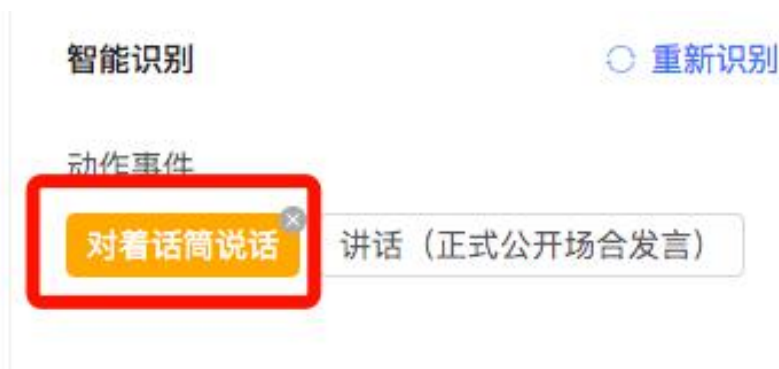 智能识别
重新识别
动作事件
对着话筒说话
讲话（正式公开场合发言）